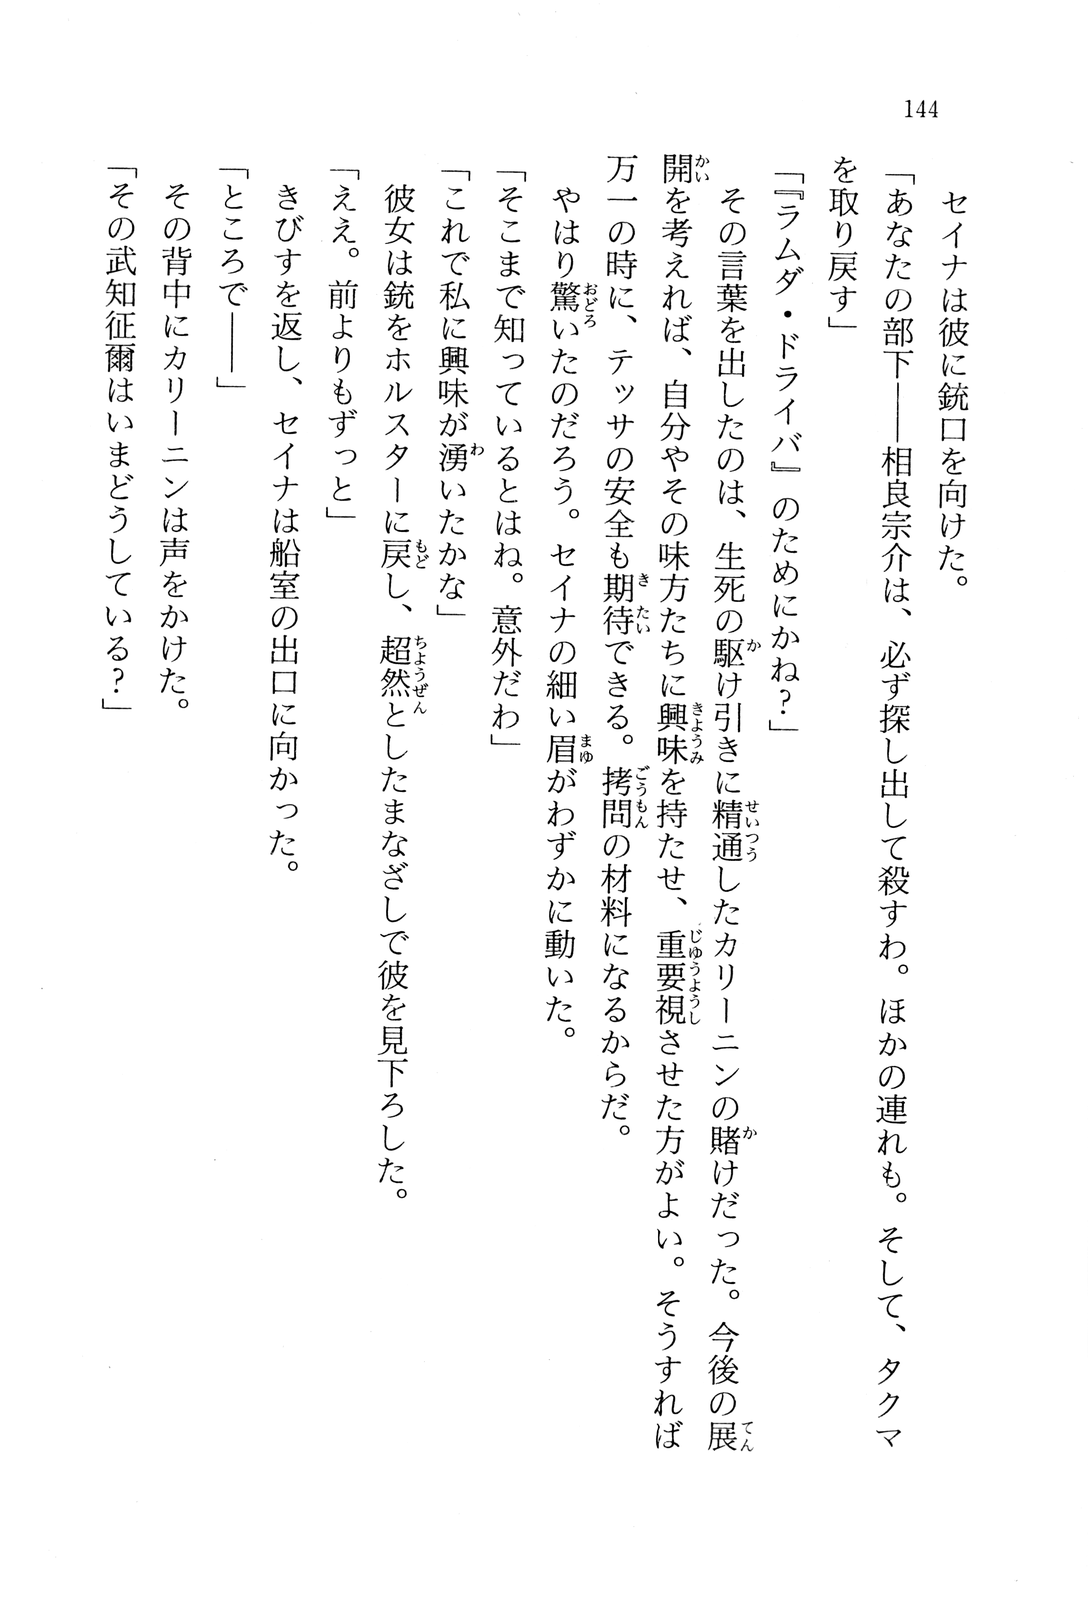 144
　セイナは彼に銃口を向けた。
「あなたの部下――相良宗介は、必ず探し出して殺すわ。ほかの連れも。そして、タクマ
を取り戻す」
「『ラムダ・ドライバ』のためにかね？」
　その言葉を出したのは、生死の駆け引きに精通したカリーニンの賭けだった。今後の展
開を考えれば、自分やその味方たちに興味を持たせ、重要視させた方がよい。そうすれば
万一の時に、テッサの安全も期待できる。拷問の材料になるからだ。
　やはり驚いたのだろう。セイナの細い眉がわずかに動いた。
「そこまで知っているとはね。意外だわ」
「これで私に興味が湧いたかな」
　彼女は銃をホルスターに戻し、超然としたまなざしで彼を見下ろした。
「ええ。前よりもずっと」
　きびすを返し、セイナは船室の出口に向かった。
「ところで――」
　その背中にカリーニンは声をかけた。
「その武知征爾はいまどうしている？」